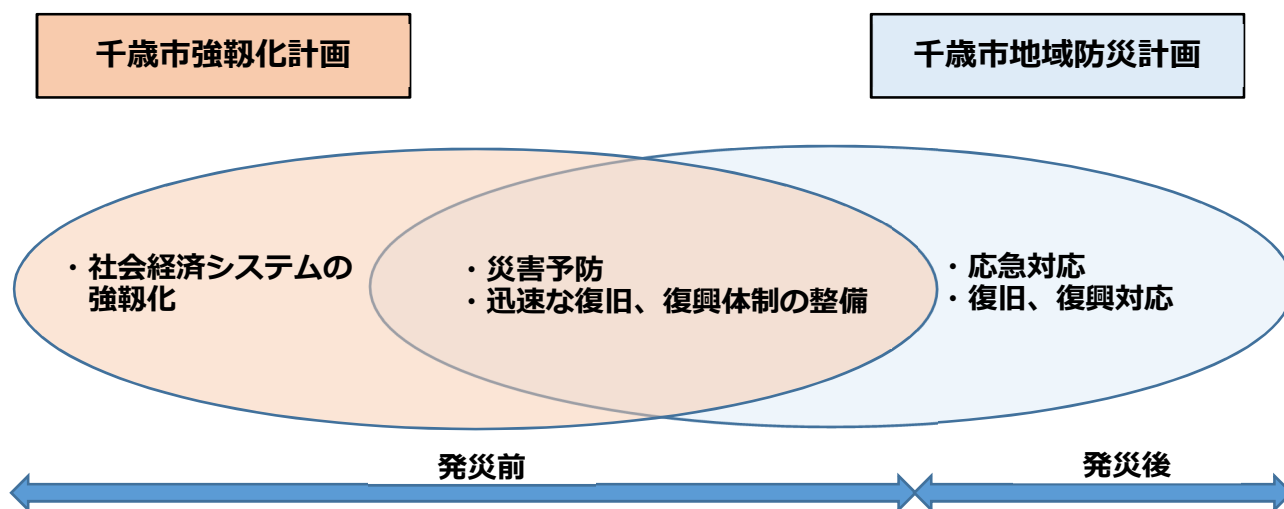 千歳市強靱化計画
千歳市地域防災計画
・社会経済システムの
強靱化
・災害予防
・迅速な復旧、復興体制の整備
・応急対応
・復旧、復興対応
発災前
発災後